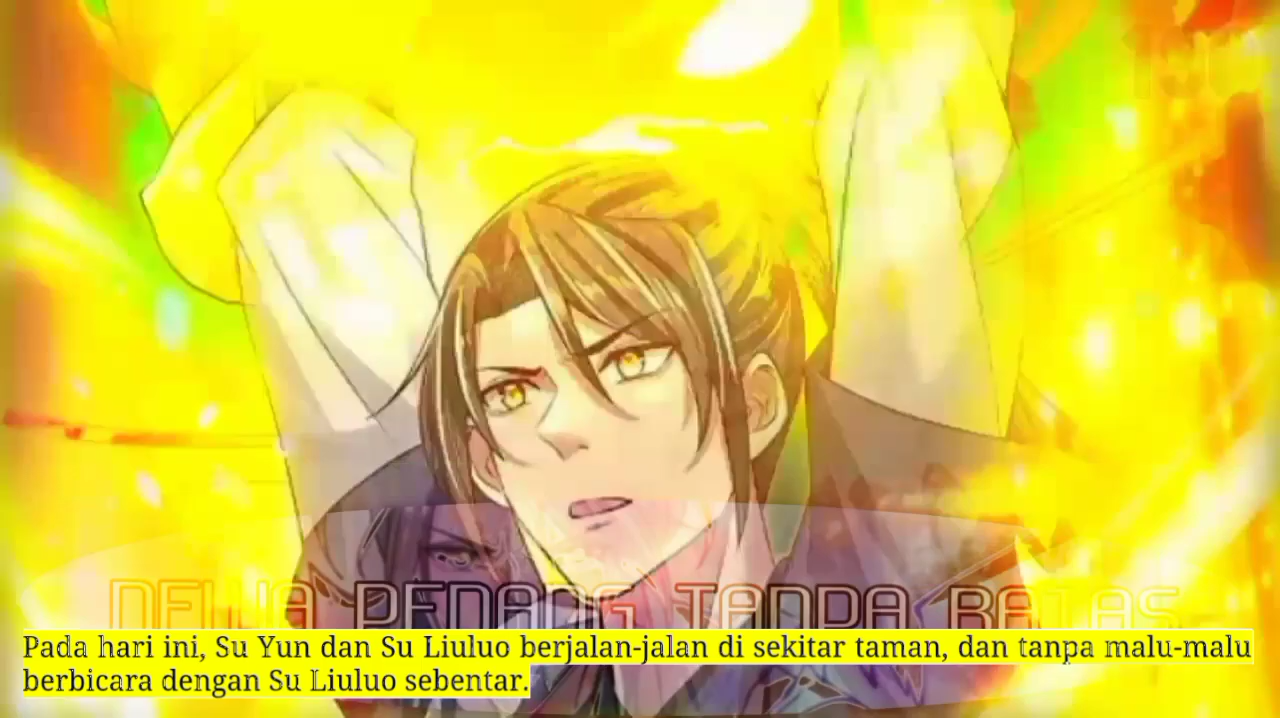 DEWA PEDANG TANPA BATAS
Pada hari ini, Su Yun dan Su Liuluo berjalan-jalan di sekitar taman, dan tanpa malu-malu
berbicara dengan Su Liuluo sebentar.